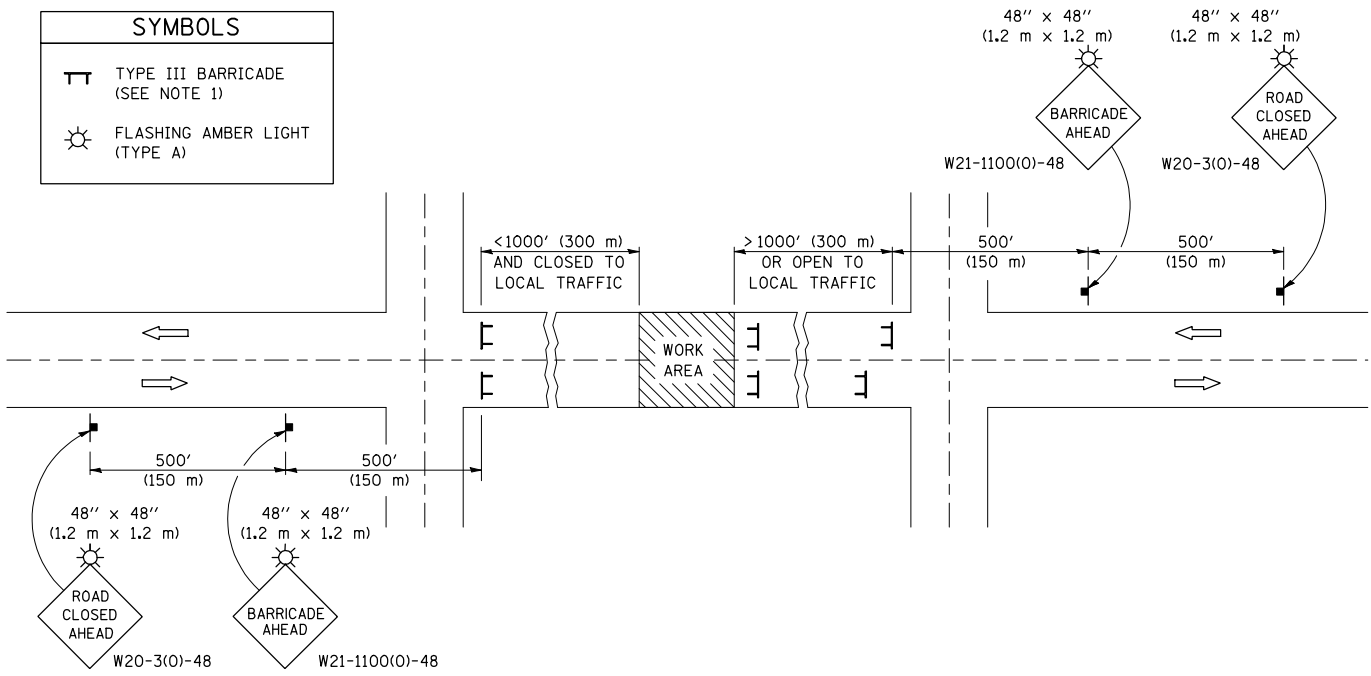 SYMBOLS
TYPE III BARRICADE
(SEE NOTE 1)
FLASHING AMBER LIGHT
(TYPE A)
48'' x 48''
(1.2 m x 1.2 m)
BARRICADE
AHEAD
W21-1100(O)-48
48'' x 48''
(1.2 m x 1.2 m)
ROAD
CLOSED
AHEAD
W20-3(O)-48
<1000' (300 m)
AND CLOSED TO
LOCAL TRAFFIC
>1000' (300 m)
OR OPEN TO
LOCAL TRAFFIC
500'
(150 m)
500'
(150 m)
WORK
AREA
500'
(150 m)
500'
(150 m)
48'' x 48''
(1.2 m x 1.2 m)
ROAD
CLOSED
AHEAD
W20-3(O)-48
48'' x 48''
(1.2 m x 1.2 m)
BARRICADE
AHEAD
W21-1100(O)-48